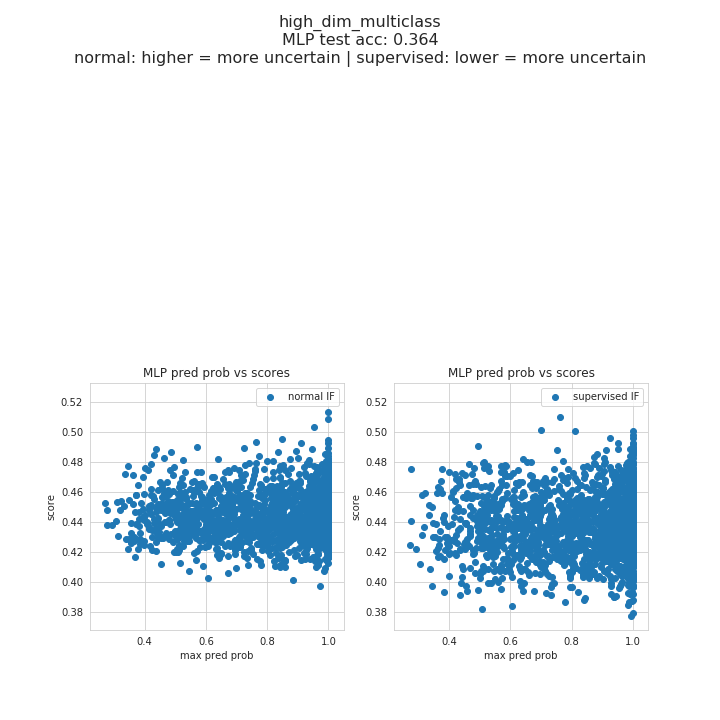 high_dim_multiclass
MLP test acc: 0.364
normal: higher = more uncertain | supervised: lower = more uncertain
MLP pred prob vs scores
normal IF
score
0.52
0.50
0.48
0.46
0.44
0.42
0.40
0.38
0.4 0.6 0.8 1.0
max pred prob
MLP pred prob vs scores
supervised IF
score
0.52
0.50
0.48
0.46
0.44
0.42
0.40
0.38
0.4 0.6 0.8 1.0
max pred prob